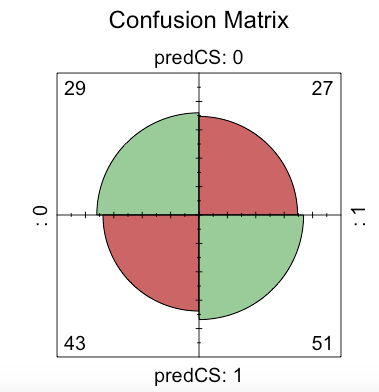 Confusion Matrix
predCS: 0
29 27
: 0
: 1
43 51
predCS: 1